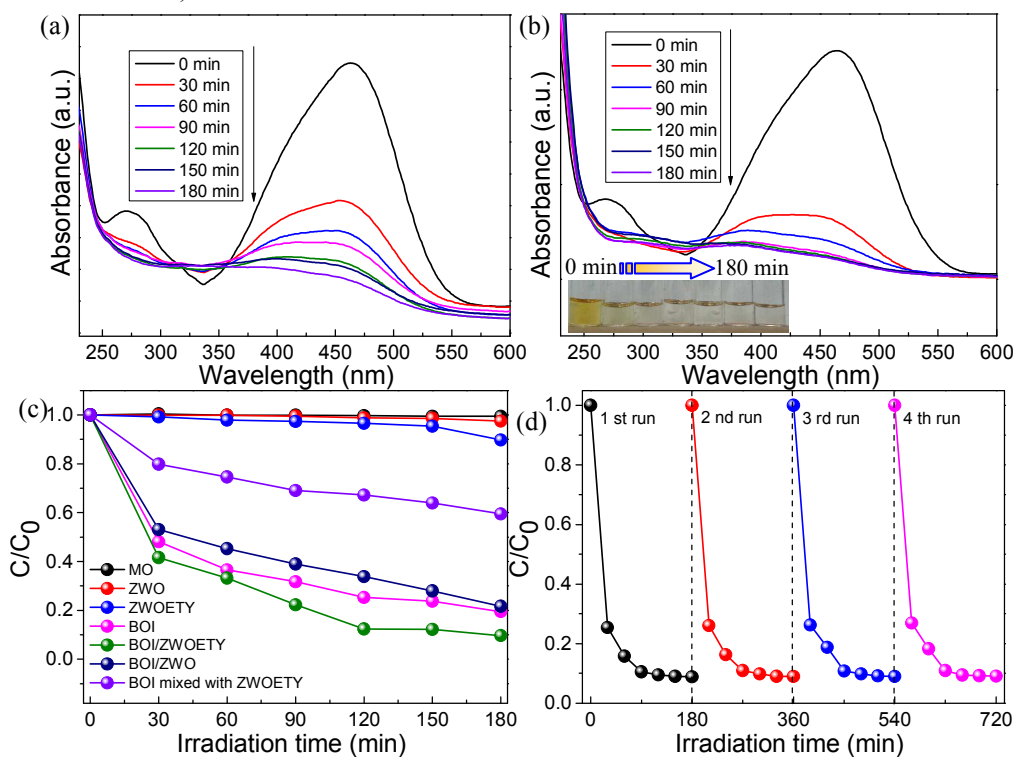 (a)
0 min
30 min
60 min
90 min
120 min
150 min
180 min
Absorbance (a.u.)
250 300 350 400 450 500 550 600
Wavelength (nm)
(b)
0 min
30 min
60 min
90 min
120 min
150 min
180 min
0 min 180 min
Absorbance (a.u.)
250 300 350 400 450 500 550 600
Wavelength (nm)
(c)
1.0
0.8
0.6
0.4
0.2
0.0
C/C0
MO
ZWO
ZWOETY
BOI
BOI/ZWOETY
BOI/ZWO
BOI mixed with ZWOETY
0 30 60 90 120 150 180
Irradiation time (min)
(d)
1.0
0.8
0.6
0.4
0.2
0.0
C/C0
1 st run 2 nd run 3 rd run 4 th run
0 180 360 540 720
Irradiation time (min)